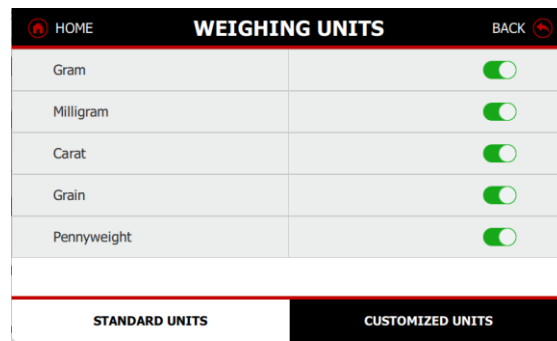 HOME WEIGHING UNITS BACK
Gram
Milligram
Carat
Grain
Pennyweight
STANDARD UNITS CUSTOMIZED UNITS